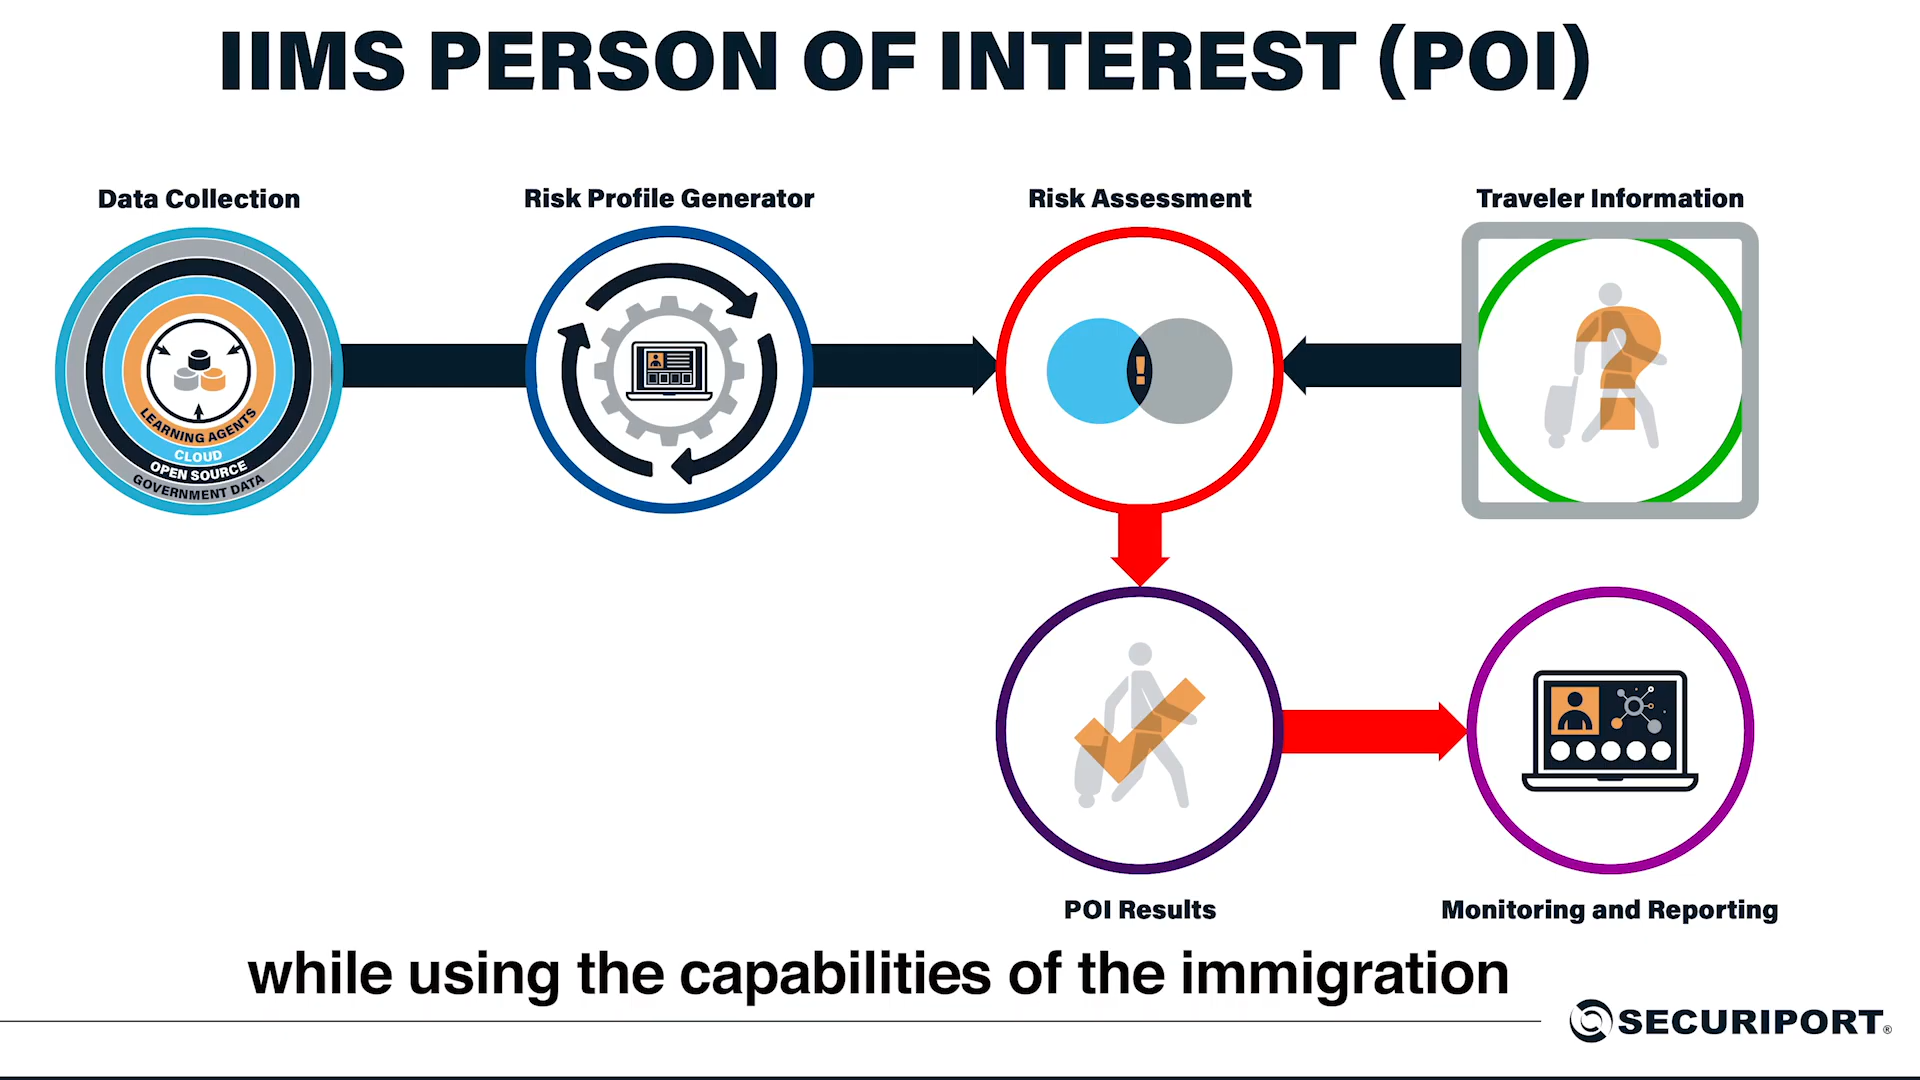 IIMS PERSON OF INTEREST (POI)
Data Collection
Risk Profile Generator
Risk Assessment
Traveler Information
LEARNING AGENTS
CLOUD
OPEN SOURCE
GOVERNMENT DATA
!
?
POI Results
Monitoring and Reporting
while using the capabilities of the immigration
SECURIPORT®